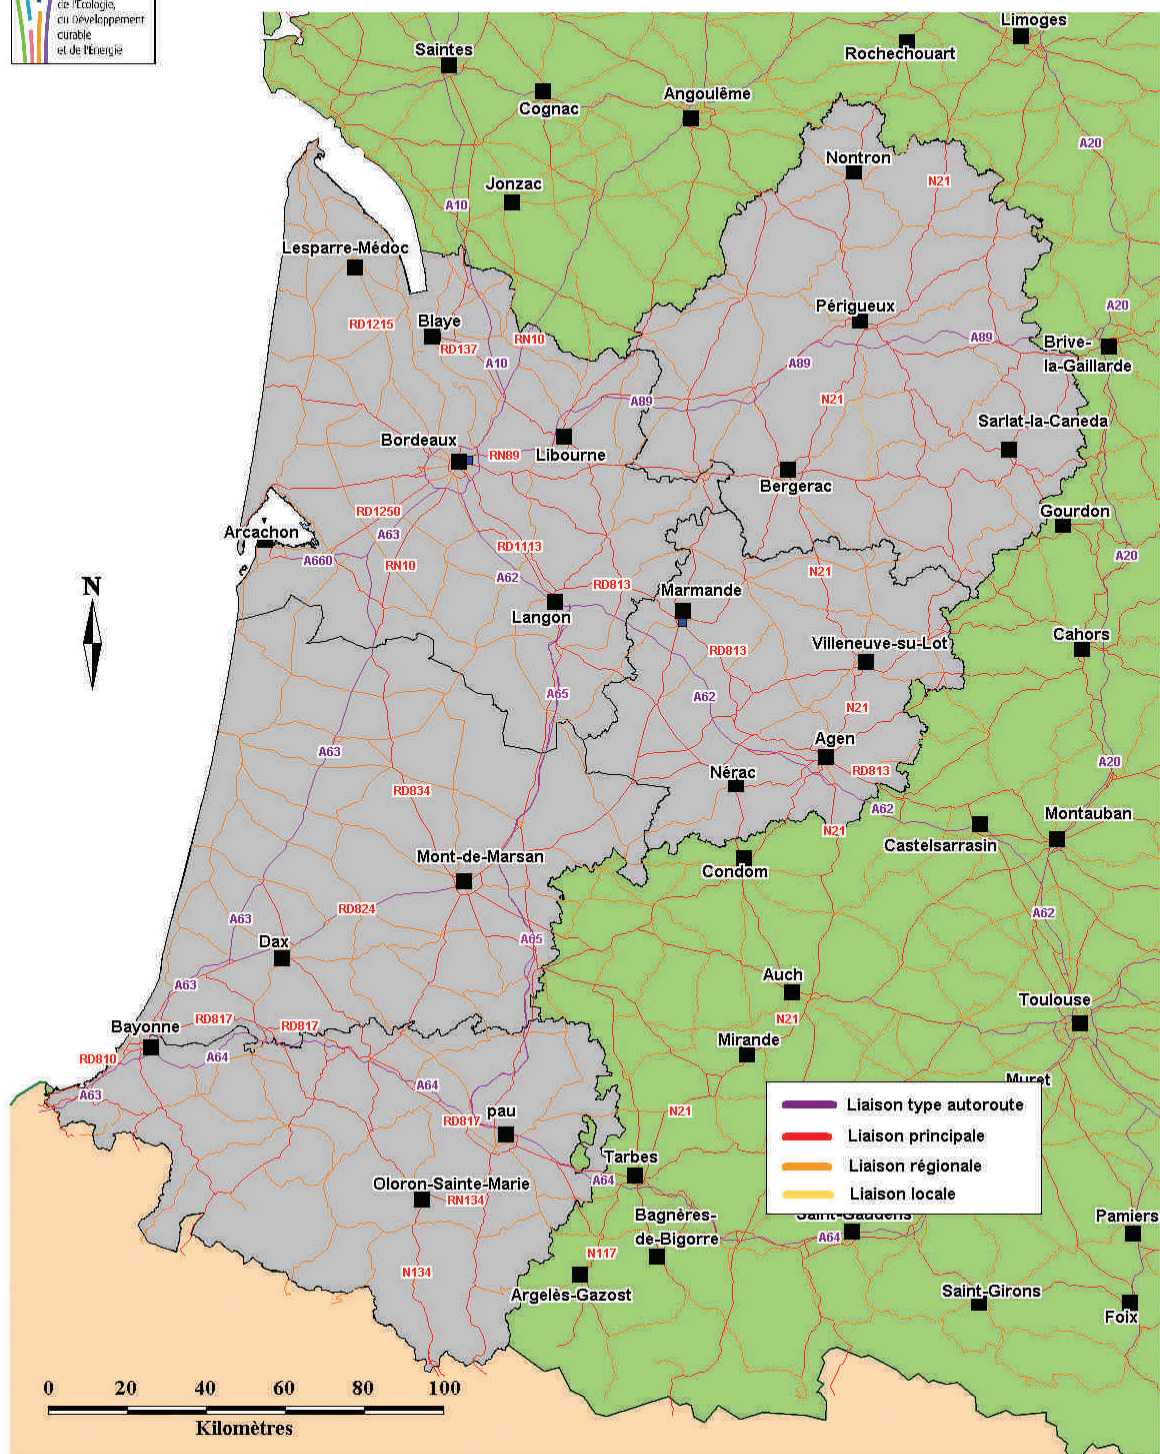 de l'Écologie,
du Développement
durable
et de l'Énergie
Limoges
Rochechouart
Saintes
Cognac
Angoulême
A20
Nontron
N21
Jonzac
A10
Lesparre-Médoc
A20
Périgueux
RD1215
Blaye
RN10
RD137
A10
A89
A89
Brive-
la-Gaillarde
N21
A89
Sarlat-la-Caneda
Bordeaux
RN89
Libourne
Bergerac
RD1250
Gourdon
Arcachon
A63
RD1113
A660
RN10
A20
A62
N21
RD813
Marmande
N
Langon
Cahors
Villeneuve-su-Lot
RD813
A65
A62
N21
A63
Agen
A20
RD813
Nérac
RD834
A62
Montauban
N21
Castelsarrasin
Mont-de-Marsan
Condom
RD824
A62
A63
A65
Dax
Auch
A63
Toulouse
RD817
RD817
N21
Bayonne
Mirande
RD810
A64
Muret
A64
A63
Liaison type autoroute
pau
N21
RD817
Liaison principale
Tarbes
Liaison régionale
A64
Oloron-Sainte-Marie
RN134
Liaison locale
Saint-Gaudens
Bagnères-
de-Bigorre
Pamiers
A64
N117
N134
Argelès-Gazost
Saint-Girons
Foix
0 20 40 60 80 100
Kilomètres